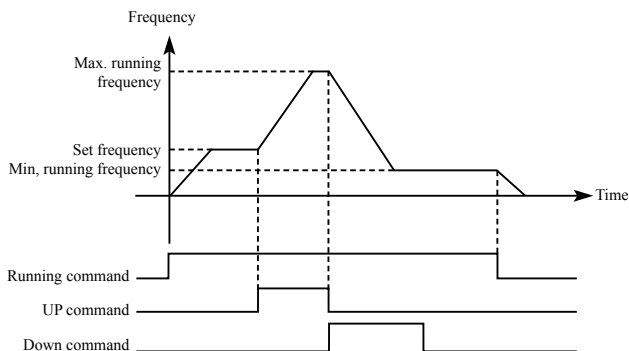 Frequency
Max. running
frequency
Set frequency
Min, running frequency
Time
Running command
UP command
Down command